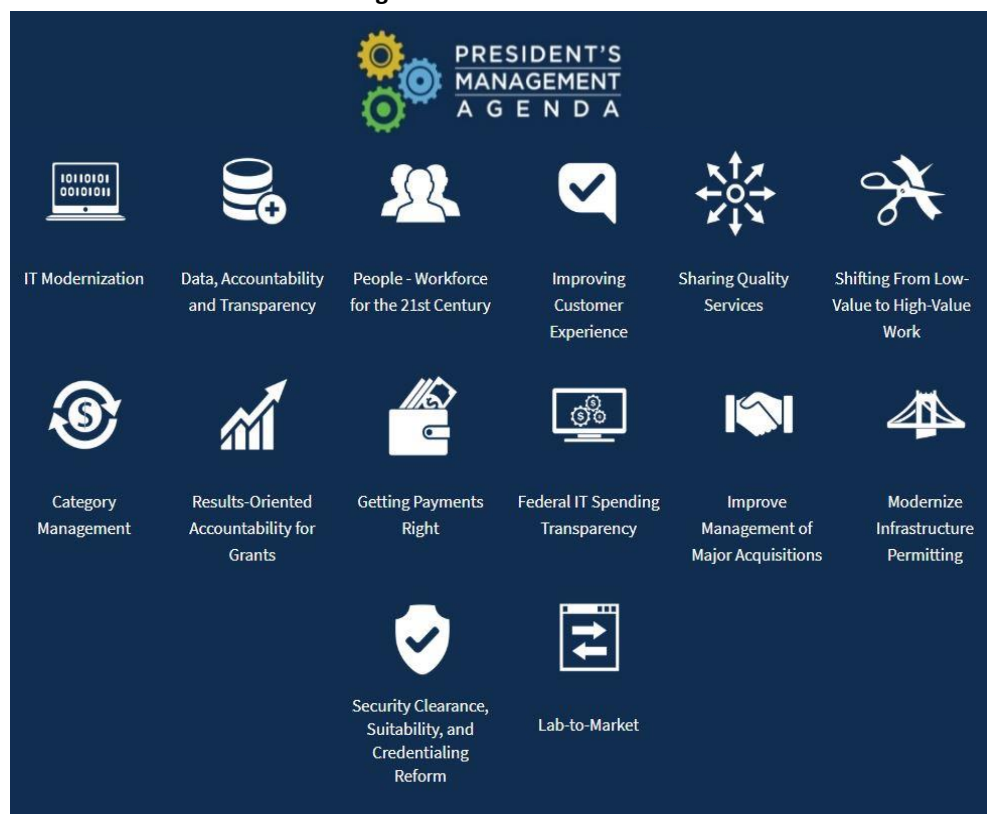 PRESIDENT'S
MANAGEMENT
AGENDA
10110101
00101011
IT Modernization
Data, Accountability
and Transparency
People - Workforce
for the 21st Century
Improving
Customer
Experience
Sharing Quality
Services
Shifting From Low-
Value to High-Value
Work
Category
Management
Results-Oriented
Accountability for
Grants
Getting Payments
Right
Federal IT Spending
Transparency
Improve
Management of
Major Acquisitions
Modernize
Infrastructure
Permitting
Security Clearance,
Suitability, and
Credentialing
Reform
Lab-to-Market